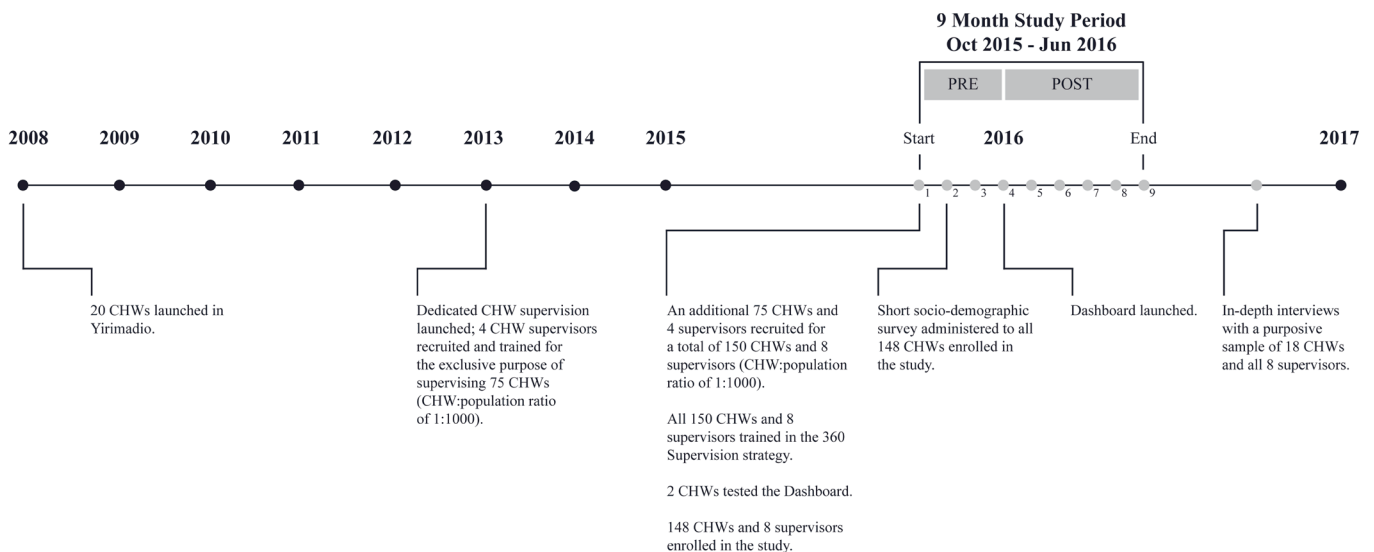 9 Month Study Period
Oct 2015 - Jun 2016
PRE
POST
2008
2009
2010
2011
2012
2013
2014
2015
Start
2016
End
2017
1
2
3
4
5
6
7
8
9
20 CHWs launched in
Yirimadio.
Dedicated CHW supervision
launched; 4 CHW supervisors
recruited and trained for
the exclusive purpose of
supervising 75 CHWs
(CHW:population ratio
of 1:1000).
An additional 75 CHWs and
4 supervisors recruited for
a total of 150 CHWs and 8
supervisors (CHW:population
ratio of 1:1000).
All 150 CHWs and 8
supervisors trained in the 360
Supervision strategy.
2 CHWs tested the Dashboard.
148 CHWs and 8 supervisors
enrolled in the study.
Short socio-demographic
survey administered to all
148 CHWs enrolled in
the study.
Dashboard launched.
In-depth interviews
with a purposive
sample of 18 CHWs
and all 8 supervisors.